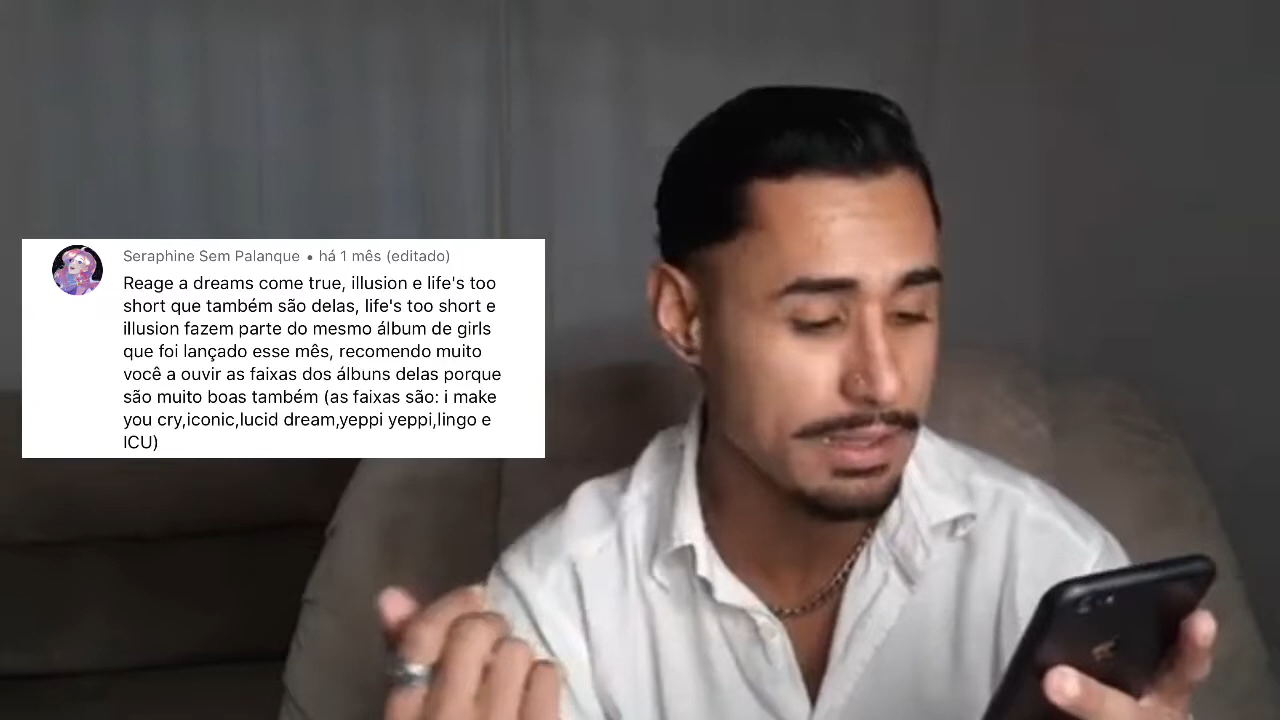 Seraphine Sem Palanque • há 1 mês (editado)
Reage a dreams come true, illusion e life's too
short que também são delas, life's too short e
illusion fazem parte do mesmo álbum de girls
que foi lançado esse mês, recomendo muito
você a ouvir as faixas dos álbuns delas porque
são muito boas também (as faixas são: i make
you cry,iconic,lucid dream,yeppi yeppi,lingo e
ICU)